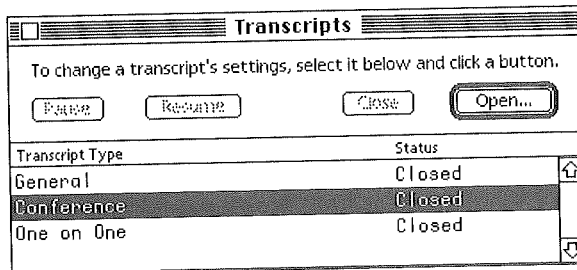 Transcripts
To change a transcript's settings, select it below and click a button.
Pause Resume Close Open...
Transcript Type Status
General Closed
Conference Closed
One on One Closed